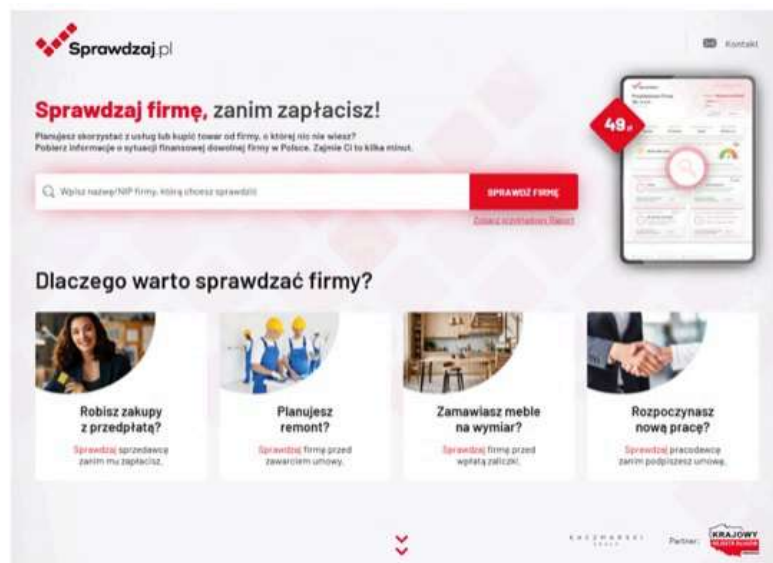 Sprawdzaj.pl
Kontakt
Sprawdzaj firmę, zanim zapłacisz!
Planujesz skorzystać z usług lub kupić towar od firmy, o której nic nie wiesz?
Pobierz informacje o sytuacji finansowej dowolnej firmy w Polsce. Zajmie Ci to kilka minut.
49 zł
Wpisz nazwę/NIP firmy, którą chcesz sprawdzić
SPRAWDŹ FIRMĘ
Zobacz przykładowy Raport
Dlaczego warto sprawdzać firmy?
Robisz zakupy
z przedpłatą?
Sprawdzaj sprzedawcę
zanim mu zapłacisz.
Planujesz
remont?
Sprawdzaj firmę przed
zawarciem umowy.
Zamawiasz meble
na wymiar?
Sprawdzaj firmę przed
wpłatą zaliczki.
Rozpoczynasz
nową pracę?
Sprawdzaj pracodawcę
zanim podpiszesz umowę.
KACZMARSKI
GROUP
Partner:
KRAJOWY
REJESTR DŁUGÓW